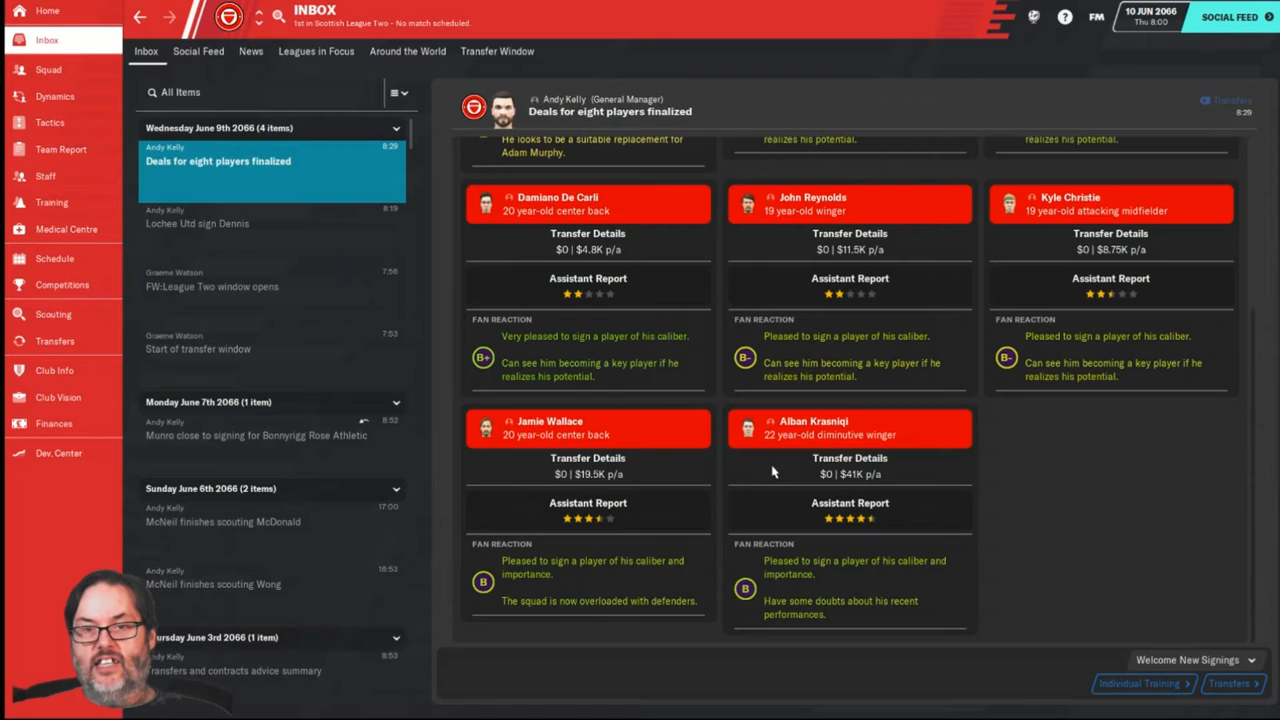 Home
Inbox
Squad
Dynamics
Tactics
Team Report
Staff
Training
Medical Centre
Schedule
Competitions
Scouting
Transfers
Club Info
Club Vision
Finances
Dev. Center
INBOX
1st in Scottish League Two - No match scheduled.
FM
10 JUN 2066
Thu 8:00
SOCIAL FEED
Inbox
Social Feed
News
Leagues in Focus
Around the World
Transfer Window
All Items
Wednesday June 9th 2066 (4 items)
Andy Kelly
8:29
Deals for eight players finalized
Andy Kelly
8:19
Lochee Utd sign Dennis
Graeme Watson
7:58
FW:League Two window opens
Graeme Watson
7:53
Start of transfer window
Monday June 7th 2066 (1 item)
Andy Kelly
8:52
Munro close to signing for Bonnyrigg Rose Athletic
Sunday June 6th 2066 (2 items)
Andy Kelly
17:00
McNeil finishes scouting McDonald
Andy Kelly
16:53
McNeil finishes scouting Wong
Thursday June 3rd 2066 (1 item)
Andy Kelly
8:53
Transfers and contracts advice summary
Andy Kelly (General Manager)
Deals for eight players finalized
Transfers
8:29
He looks to be a suitable replacement for
Adam Murphy.
realizes his potential.
realizes his potential.
Damiano De Carli
20 year-old center back
Transfer Details
$0 | $4.8K p/a
Assistant Report
FAN REACTION
B+
Very pleased to sign a player of his caliber.
Can see him becoming a key player if he
realizes his potential.
John Reynolds
19 year-old winger
Transfer Details
$0 | $11.5K p/a
Assistant Report
FAN REACTION
B-
Pleased to sign a player of his caliber.
Can see him becoming a key player if he
realizes his potential.
Kyle Christie
19 year-old attacking midfielder
Transfer Details
$0 | $8.75K p/a
Assistant Report
FAN REACTION
B-
Pleased to sign a player of his caliber.
Can see him becoming a key player if he
realizes his potential.
Jamie Wallace
20 year-old center back
Transfer Details
$0 | $19.5K p/a
Assistant Report
FAN REACTION
B
Pleased to sign a player of his caliber and
importance.
The squad is now overloaded with defenders.
Alban Krasniqi
22 year-old diminutive winger
Transfer Details
$0 | $41K p/a
Assistant Report
FAN REACTION
B
Pleased to sign a player of his caliber and
importance.
Have some doubts about his recent
performances.
Welcome New Signings
Individual Training
Transfers